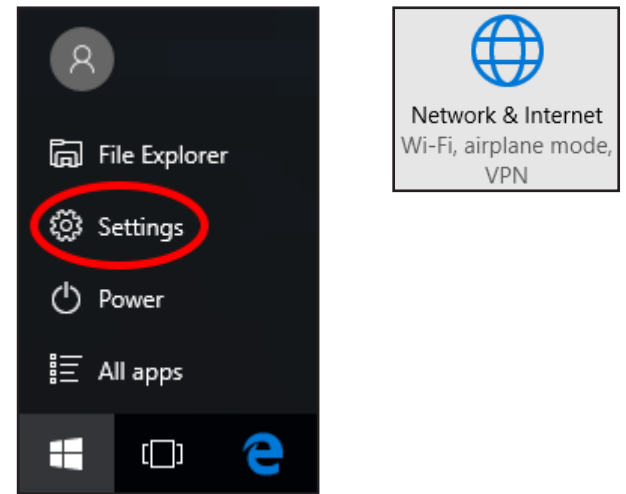 File Explorer
Settings
Power
All apps
Network & Internet
Wi-Fi, airplane mode,
VPN